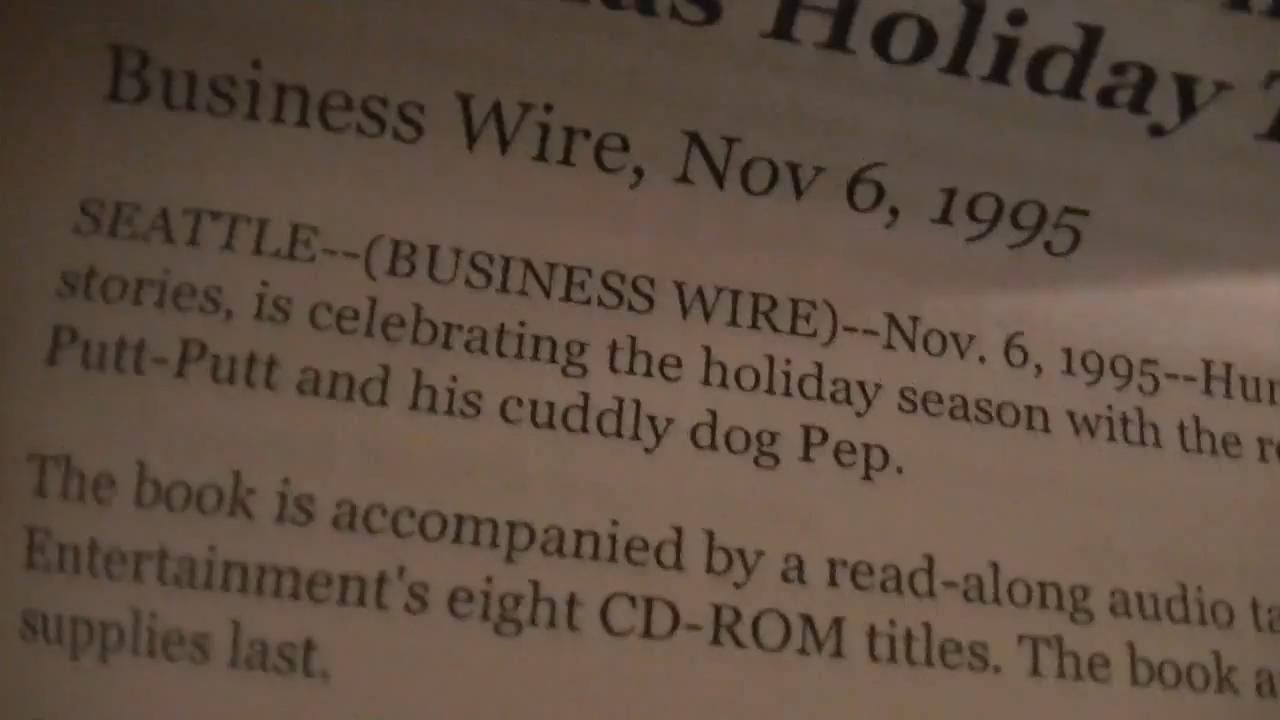 Holiday
Business Wire, Nov 6, 1995
SEATTLE--(BUSINESS WIRE)--Nov. 6, 1995--Hur
stories, is celebrating the holiday season with the r
Putt-Putt and his cuddly dog Pep.
The book is accompanied by a read-along audio ta
Entertainment's eight CD-ROM titles. The book a
supplies last.